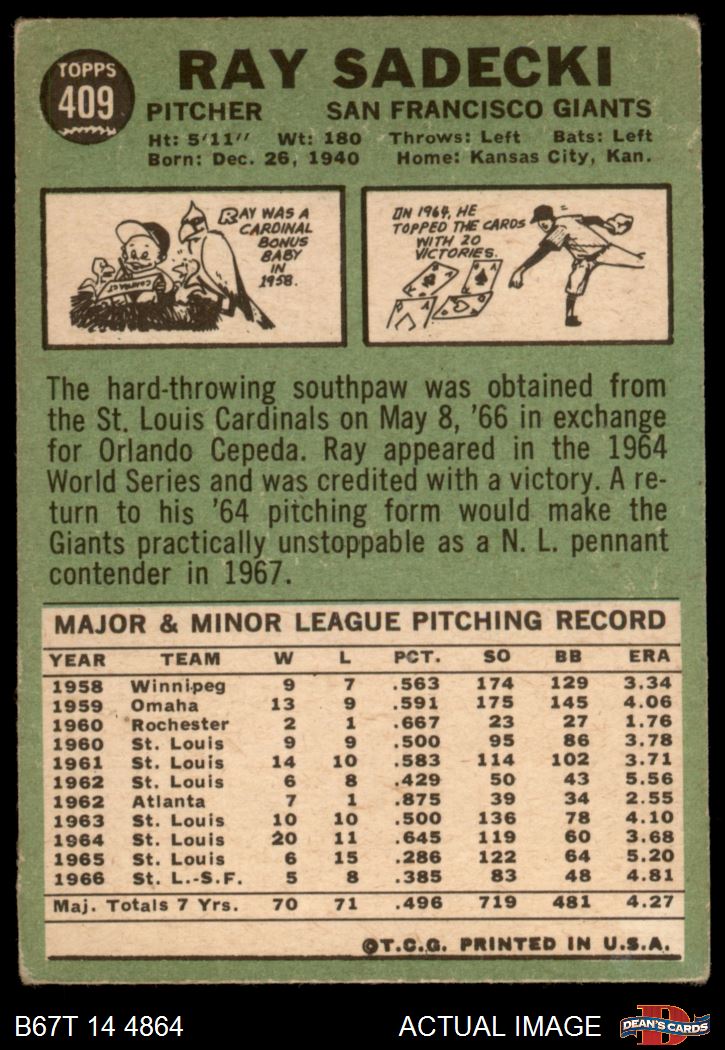 TOPPS
409
RAY SADECKI
PITCHER SAN FRANCISCO GIANTS
Ht: 5'11" Wt: 180 Throws: Left Bats: Left
Born: Dec. 26, 1940 Home: Kansas City, Kan.
RAY WAS A
CARDINAL
BONUS
BABY
IN
1958.
ON 1964, HE
TOPPED THE CARDS
WITH 20
VICTORIES.
The hard-throwing southpaw was obtained from
the St. Louis Cardinals on May 8, '66 in exchange
for Orlando Cepeda. Ray appeared in the 1964
World Series and was credited with a victory. A re-
turn to his '64 pitching form would make the
Giants practically unstoppable as a N. L. pennant
contender in 1967.
MAJOR & MINOR LEAGUE PITCHING RECORD
YEAR TEAM W L PCT. SO BB ERA
1958 Winnipeg 9 7 .563 174 129 3.34
1959 Omaha 13 9 .591 175 145 4.06
1960 Rochester 2 1 .667 23 27 1.76
1960 St. Louis 9 9 .500 95 86 3.78
1961 St. Louis 14 10 .583 114 102 3.71
1962 St. Louis 6 8 .429 50 43 5.56
1962 Atlanta 7 1 .875 39 34 2.55
1963 St. Louis 10 10 .500 136 78 4.10
1964 St. Louis 20 11 .645 119 60 3.68
1965 St. Louis 6 15 .286 122 64 5.20
1966 St. L.-S.F. 5 8 .385 83 48 4.81
Maj. Totals 7 Yrs. 70 71 .496 719 481 4.27
©T.C.G. PRINTED IN U.S.A.
B67T 14 4864 ACTUAL IMAGE DEAN'S CARDS